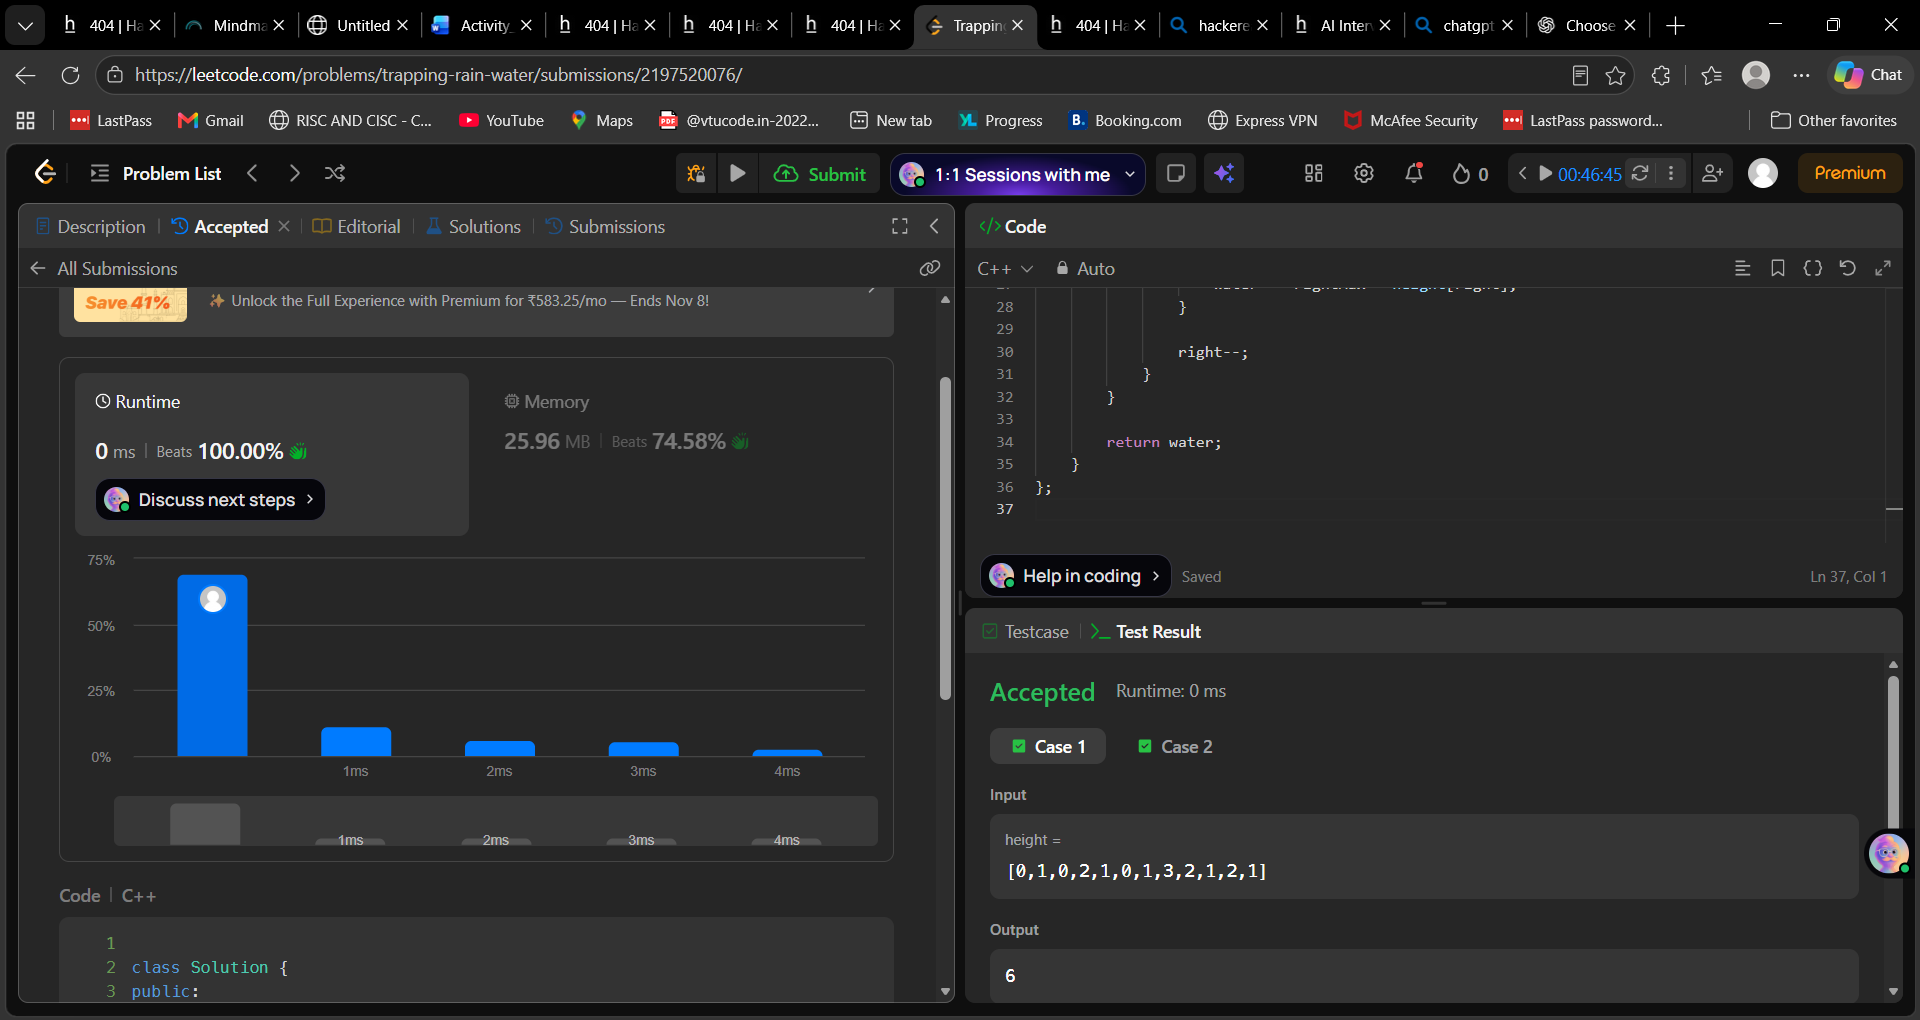 404 | Ha
Mindma
Untitled
Activity_
404 | Ha
404 | Ha
404 | Ha
Trapping
404 | Ha
hackere
AI Inter
chatgpt
Choose
https://leetcode.com/problems/trapping-rain-water/submissions/2197520076/
Chat
LastPass
Gmail
RISC AND CISC - C...
YouTube
Maps
@vtucode.in-2022...
New tab
Progress
Booking.com
Express VPN
McAfee Security
LastPass password...
Other favorites
Problem List
Submit
1:1 Sessions with me
0
00:46:45
Premium
Description
Accepted
Editorial
Solutions
Submissions
All Submissions
Save 41%
✨ Unlock the Full Experience with Premium for ₹583.25/mo — Ends Nov 8!
Runtime
0 ms | Beats 100.00%
Discuss next steps
Memory
25.96 MB | Beats 74.58%
75%
50%
25%
0%
1ms 2ms 3ms 4ms
1ms 2ms 3ms 4ms
Code | C++
1
2 class Solution {
3 public:
</> Code
C++
Auto
28 }
29
30 right--;
31 }
32 }
33
34 return water;
35 }
36 };
37
Help in coding
Saved
Ln 37, Col 1
Testcase
>_ Test Result
Accepted Runtime: 0 ms
Case 1
Case 2
Input
height =
[0,1,0,2,1,0,1,3,2,1,2,1]
Output
6